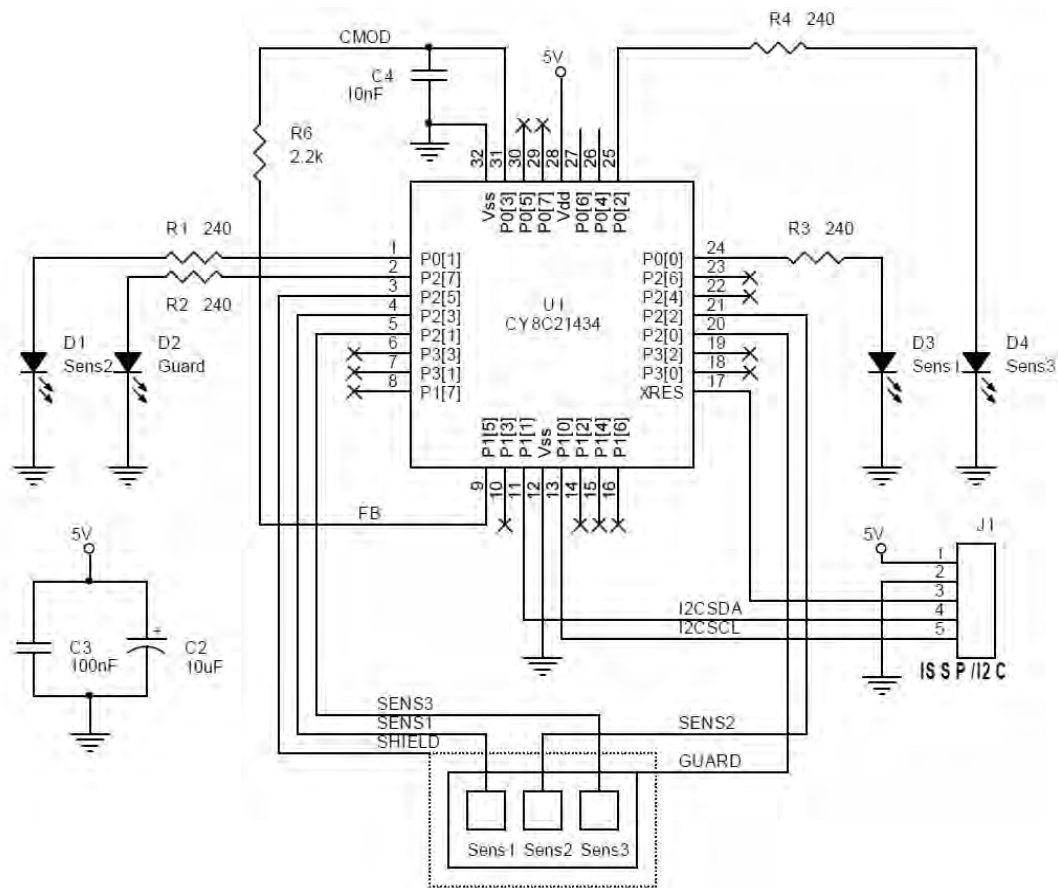 R4 240
CMOD
5V
C4
10nF
R6
2.2k
32
31
30
29
28
27
26
25
Vss
P0[3]
P0[5]
P0[7]
Vdd
P0[6]
P0[4]
P0[2]
R1 240
R2 240
R3 240
1 P0[1]
2 P2[7]
3 P2[5]
4 P2[3]
5 P2[1]
6 P3[3]
7 P3[1]
8 P1[7]
U1
CY8C21434
P0[0] 24
P2[6] 23
P2[4] 22
P2[2] 21
P2[0] 20
P3[2] 19
P3[0] 18
XRES 17
D1
Sens2
D2
Guard
D3
Sens1
D4
Sens3
P1[5]
P1[3]
P1[1]
Vss
P1[0]
P1[2]
P1[4]
P1[6]
9
10
11
12
13
14
15
16
FB
5V
C3
100nF
C2
10uF
+
J1
5V
1
2
3
4
5
I2CSDA
I2CSCL
ISSP/I2C
SENS3
SENS1
SHIELD
SENS2
GUARD
Sens1 Sens2 Sens3